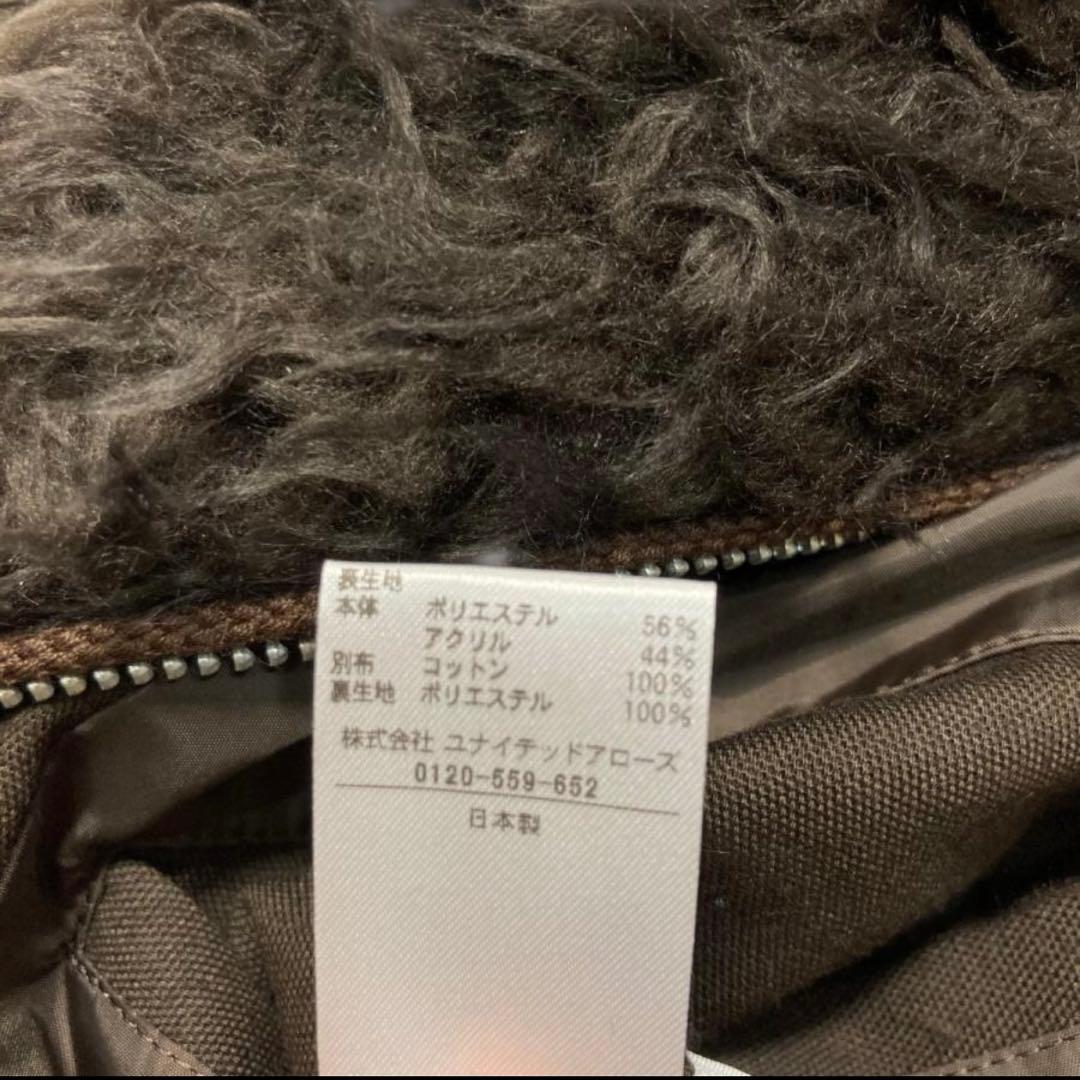 表生地
本体 ポリエステル 56%
アクリル 44%
別布 コットン 100%
裏生地 ポリエステル 100%
株式会社 ユナイテッドアローズ
0120-559-652
日本製